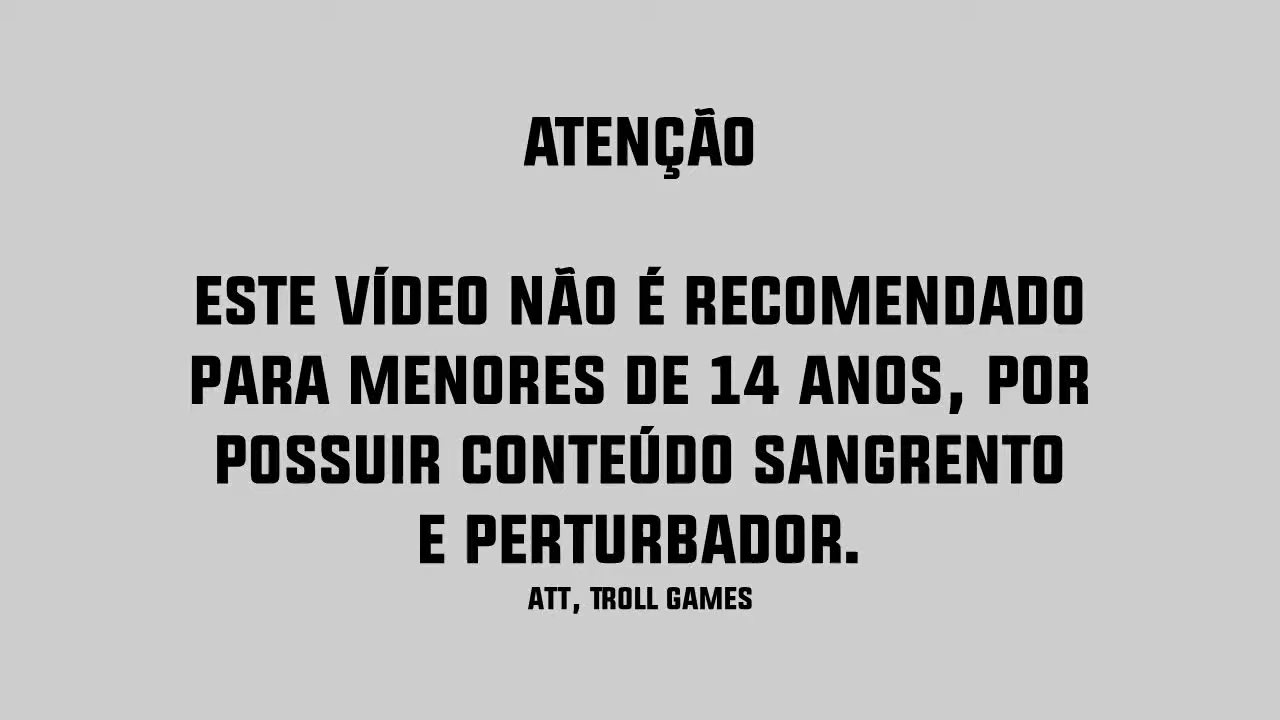 ATENÇÃO
ESTE VÍDEO NÃO É RECOMENDADO
PARA MENORES DE 14 ANOS, POR
POSSUIR CONTEÚDO SANGRENTO
E PERTURBADOR.
ATT, TROLL GAMES